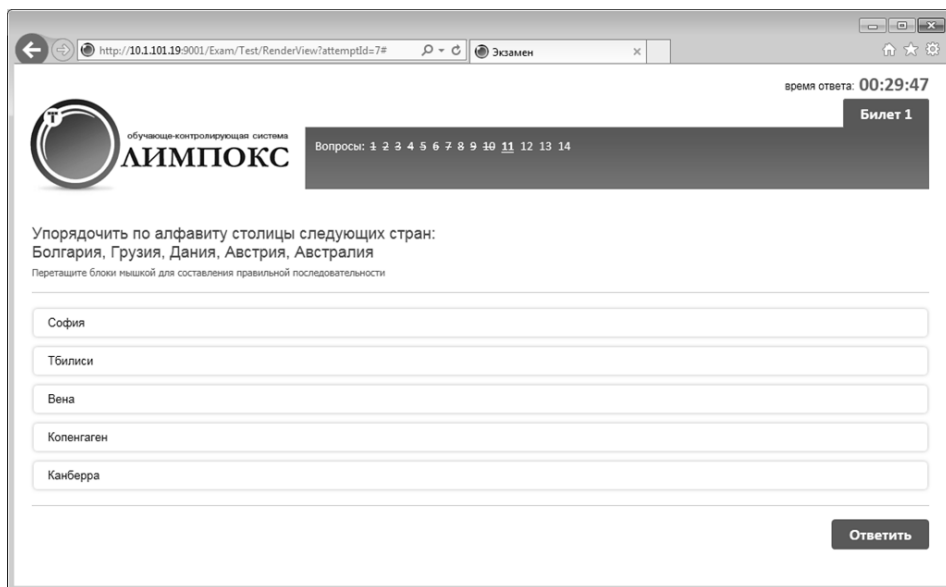 http://10.1.101.19:9001/Exam/Test/RenderView?attemptId=7#
Экзамен
время ответа: 00:29:47
Билет 1
Т
обучающе-контролирующая система
ЛИМПОКС
Вопросы: 1 2 3 4 5 6 7 8 9 10 11 12 13 14
Упорядочить по алфавиту столицы следующих стран:
Болгария, Грузия, Дания, Австрия, Австралия
Перетащите блоки мышкой для составления правильной последовательности
София
Тбилиси
Вена
Копенгаген
Канберра
Ответить